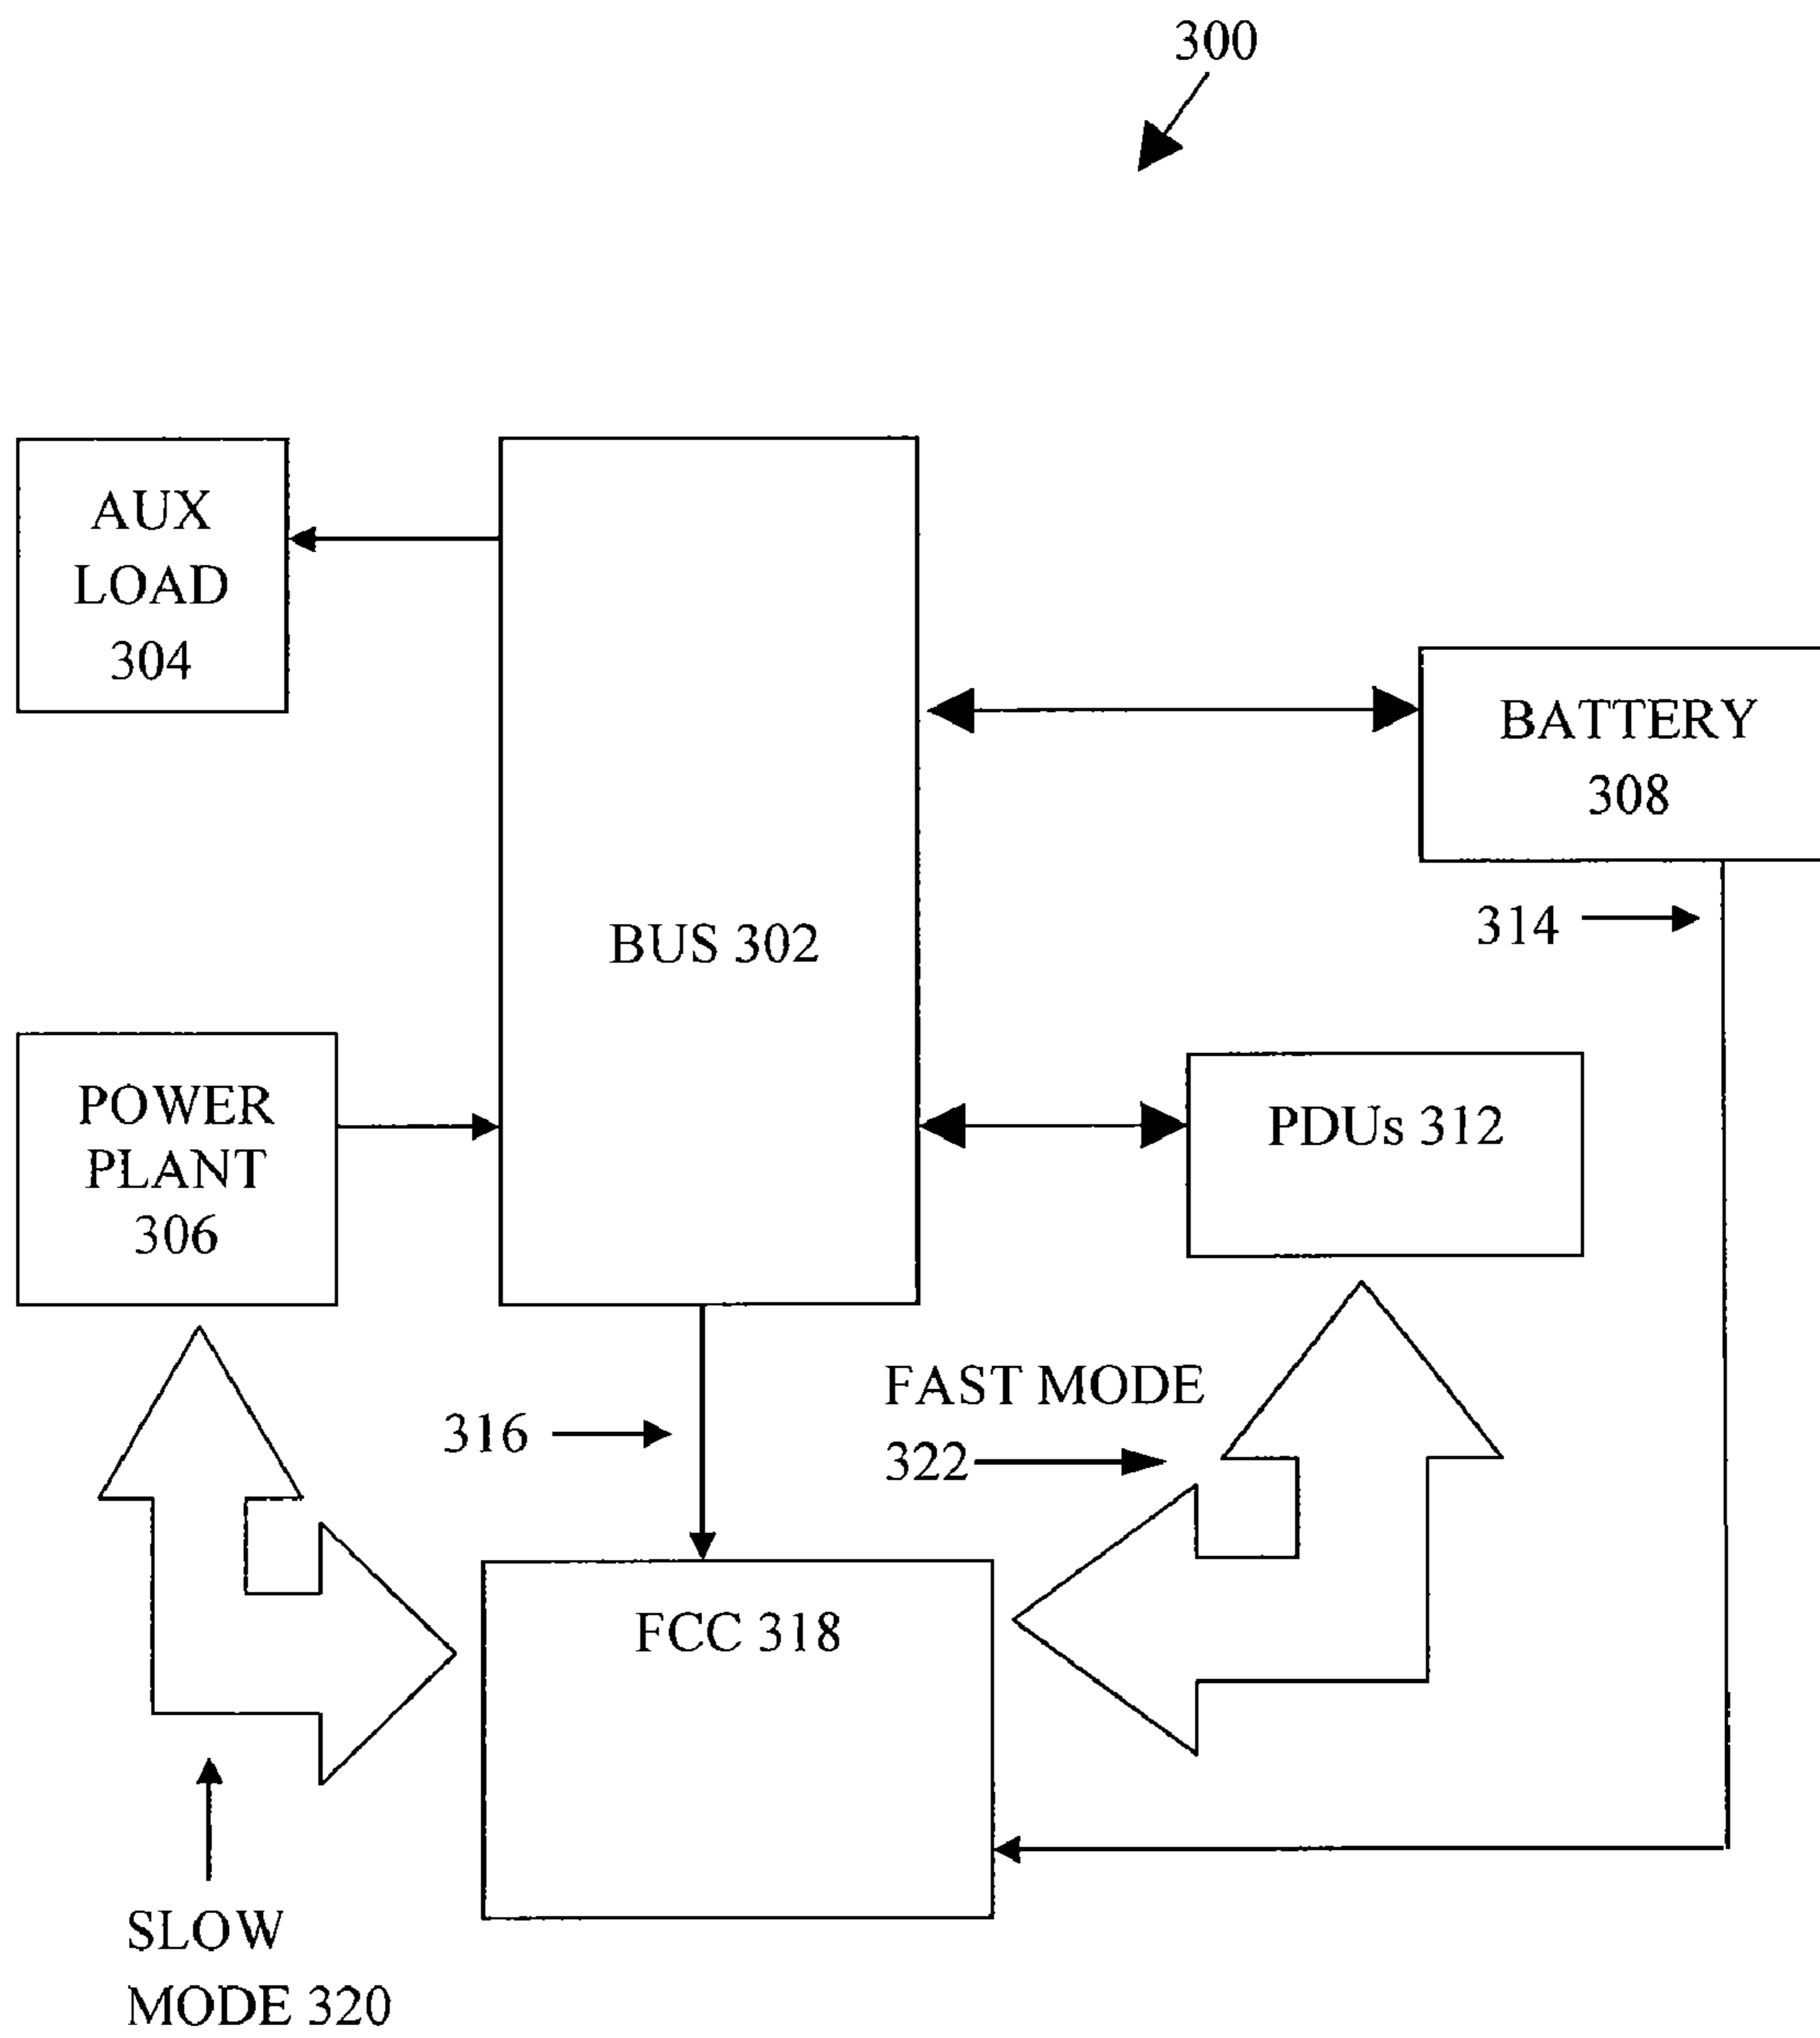 300
AUX
LOAD
304
BATTERY
308
314
BUS 302
POWER
PLANT
306
PDUs 312
316
FAST MODE
322
FCC 318
SLOW
MODE 320